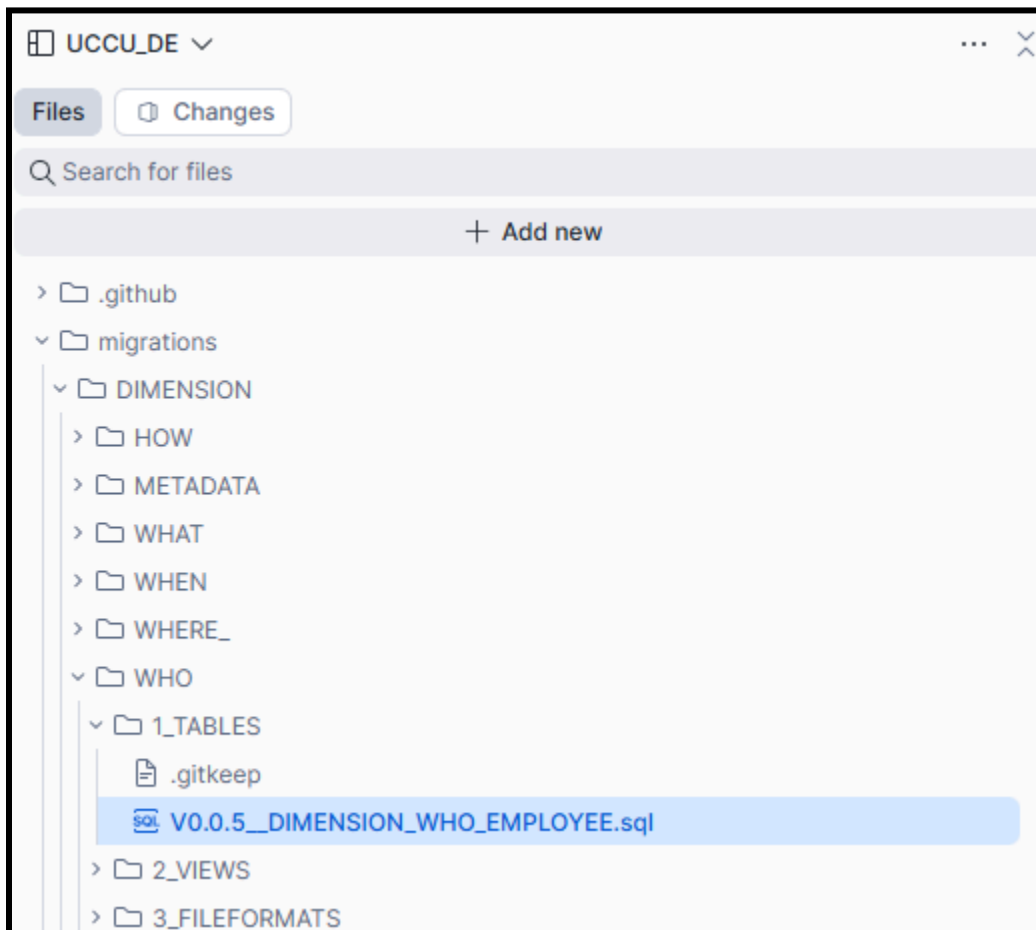 UCCU_DE
Files Changes
Search for files
+ Add new
.github
migrations
DIMENSION
HOW
METADATA
WHAT
WHEN
WHERE_
WHO
1_TABLES
.gitkeep
SQL V0.0.5__DIMENSION_WHO_EMPLOYEE.sql
2_VIEWS
3_FILEFORMATS